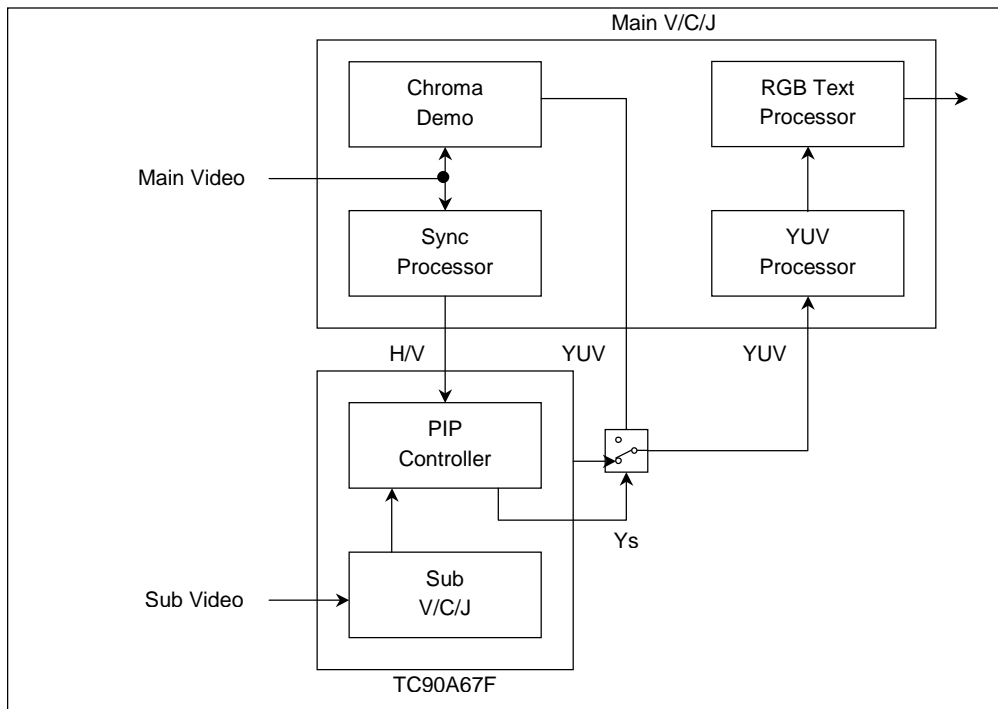 Main V/C/J
Chroma
Demo
RGB Text
Processor
Main Video
Sync
Processor
YUV
Processor
H/V
YUV
YUV
PIP
Controller
Ys
Sub Video
Sub
V/C/J
TC90A67F